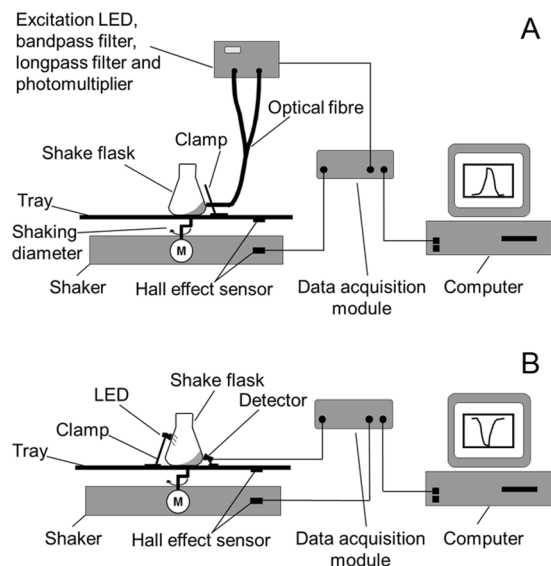 Excitation LED,
bandpass filter,
longpass filter and
photomultiplier
A
Optical fibre
Clamp
Shake flask
Tray
Shaking
diameter
M
Shaker
Hall effect sensor
Data acquisition
module
Computer
B
Shake flask
LED
Detector
Clamp
Tray
M
Shaker
Hall effect sensor
Data acquisition
module
Computer